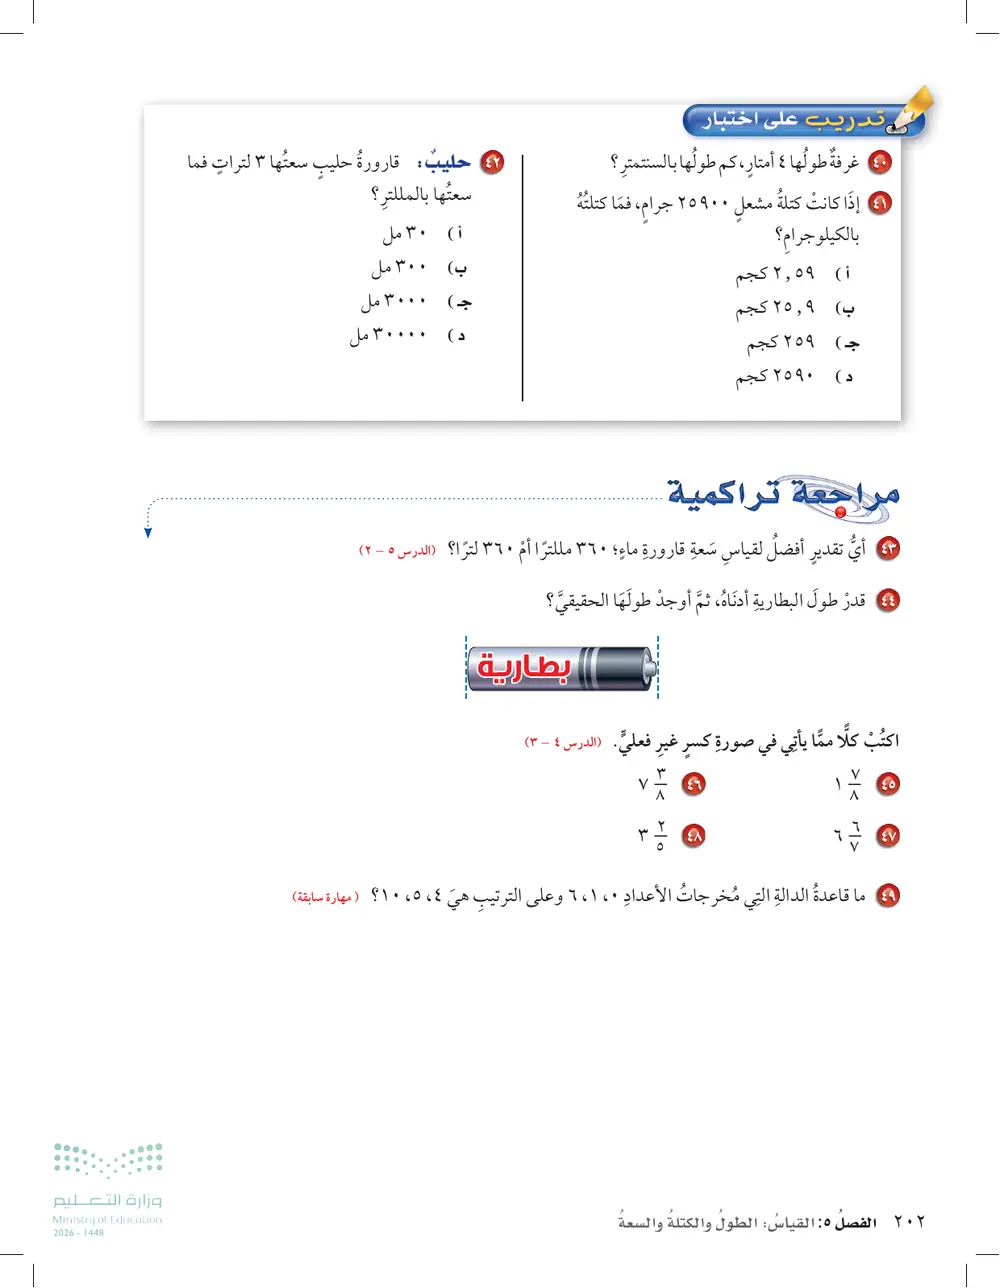 تدريب على اختبار
٤٠ غرفةٌ طولُها ٤ أمتارٍ، كم طولُها بالسنتمترِ؟
٤١ إذَا كانتْ كتلةُ مشعلٍ ٢٥٩٠٠ جرامٍ، فمَا كتلتُهُ
بالكيلوجرامِ؟
أ) ٢,٥٩ كجم
ب) ٢٥,٩ كجم
جـ) ٢٥٩ كجم
د) ٢٥٩٠ كجم
٤٢ حليبٌ: قارورةُ حليبٍ سعتُها ٣ لتراتٍ فما
سعتُها بالمللترِ؟
أ) ٣٠ مل
ب) ٣٠٠ مل
جـ) ٣٠٠٠ مل
د) ٣٠٠٠٠ مل
مراجعة تراكمية
٤٣ أيُّ تقديرٍ أفضلُ لقياسِ سَعةِ قارورةِ ماءٍ؛ ٣٦٠ مللترًا أمْ ٣٦٠ لترًا؟ (الدرس ٥ – ٢)
٤٤ قدرْ طولَ البطاريةِ أدنَاهُ، ثمَّ أوجدْ طولَهَا الحقيقيَّ؟
بطارية
اكتُبْ كلًّا ممَّا يأتِي في صورةِ كسرٍ غيرِ فعليٍّ. (الدرس ٤ – ٣)
٤٥ ١ ٧/٨ ٤٦ ٧ ٣/٨
٤٧ ٦ ٦/٧ ٤٨ ٣ ٢/٥
٤٩ ما قاعدةُ الدالةِ التِي مُخرجاتُ الأعدادِ ٠، ١، ٦ وعلى الترتيبِ هيَ ٤، ٥، ١٠؟ (مهارة سابقة)
وزارة التعليم
Ministry of Education
2026 - 1448
٢٠٢ الفصلُ ٥: القياسُ: الطولُ والكتلةُ والسعةُ